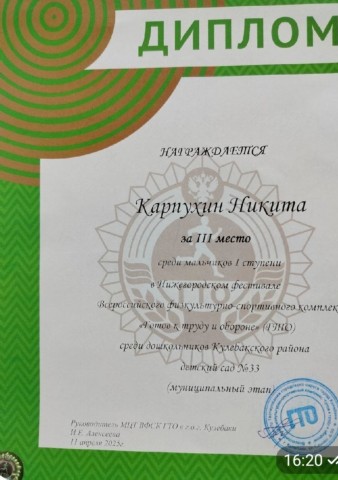 ДИПЛОМ
НАГРАЖДАЕТСЯ
Карпухин Никита
за III место
среди мальчиков I ступени
в Нижегородском фестивале
Всероссийского физкультурно-спортивного комплек
"Готов к труду и обороне" (ГТО)
среди дошкольников Кулебакского района
детский сад №33
(муниципальный этап)
ГТО
Руководитель МЦТ ВФСК ГТО г.о.г. Кулебаки
Н.Е. Алексеева
11 апреля 2025г
16:20